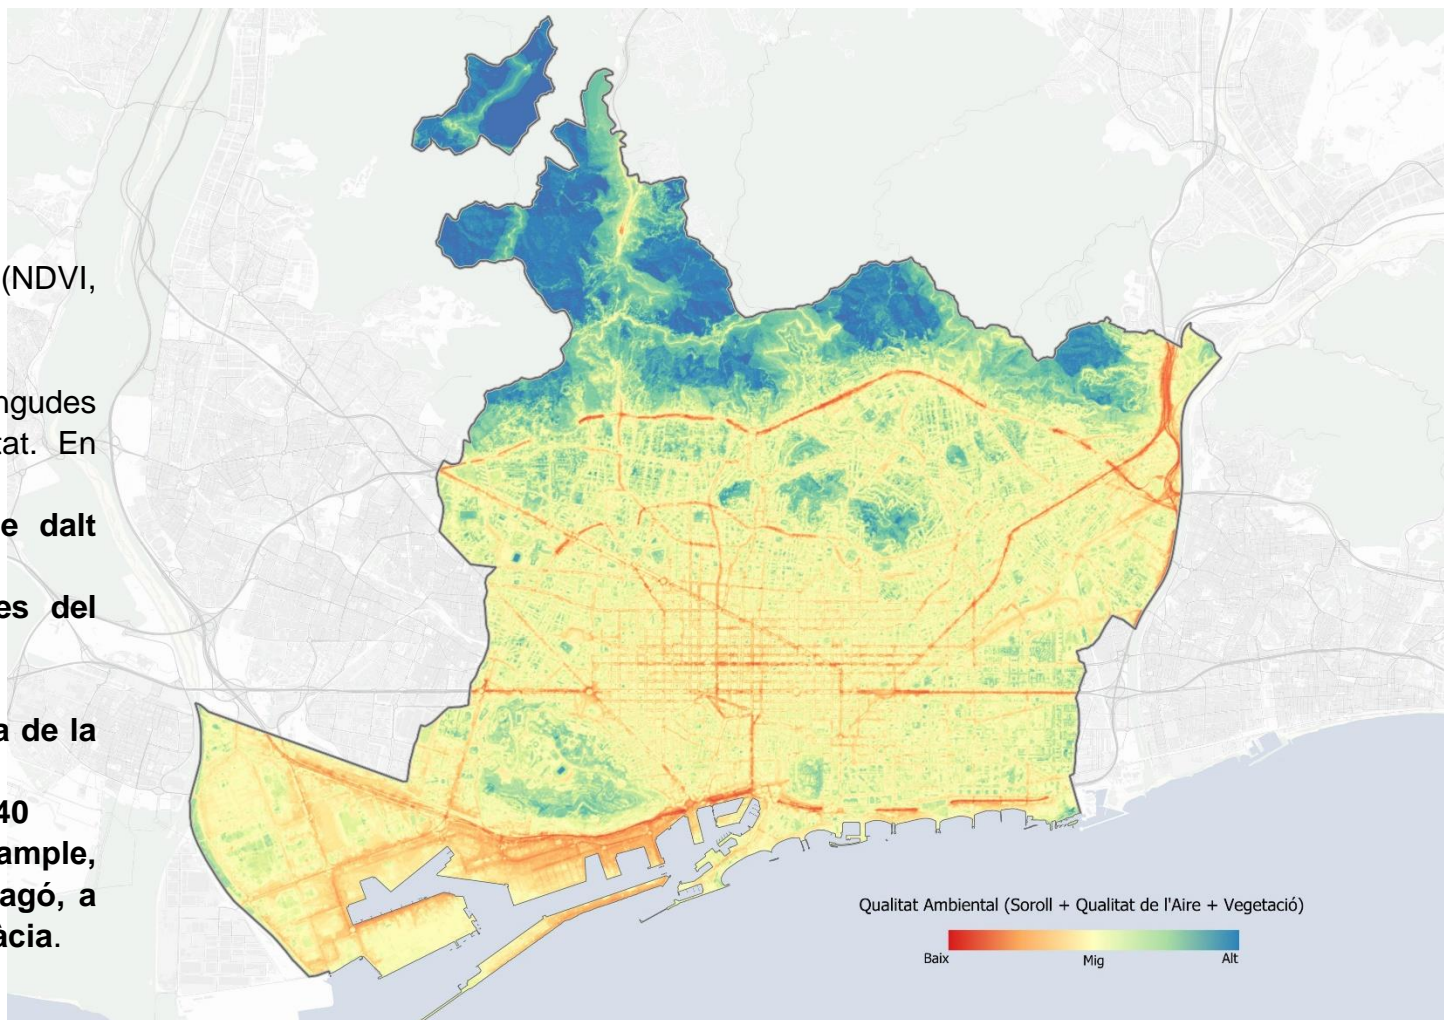 (NDVI,
tat. En
e dalt
es del
a de la
40
ample,
agó, a
àcia.
Qualitat Ambiental (Soroll + Qualitat de l'Aire + Vegetació)
Baix Mig Alt